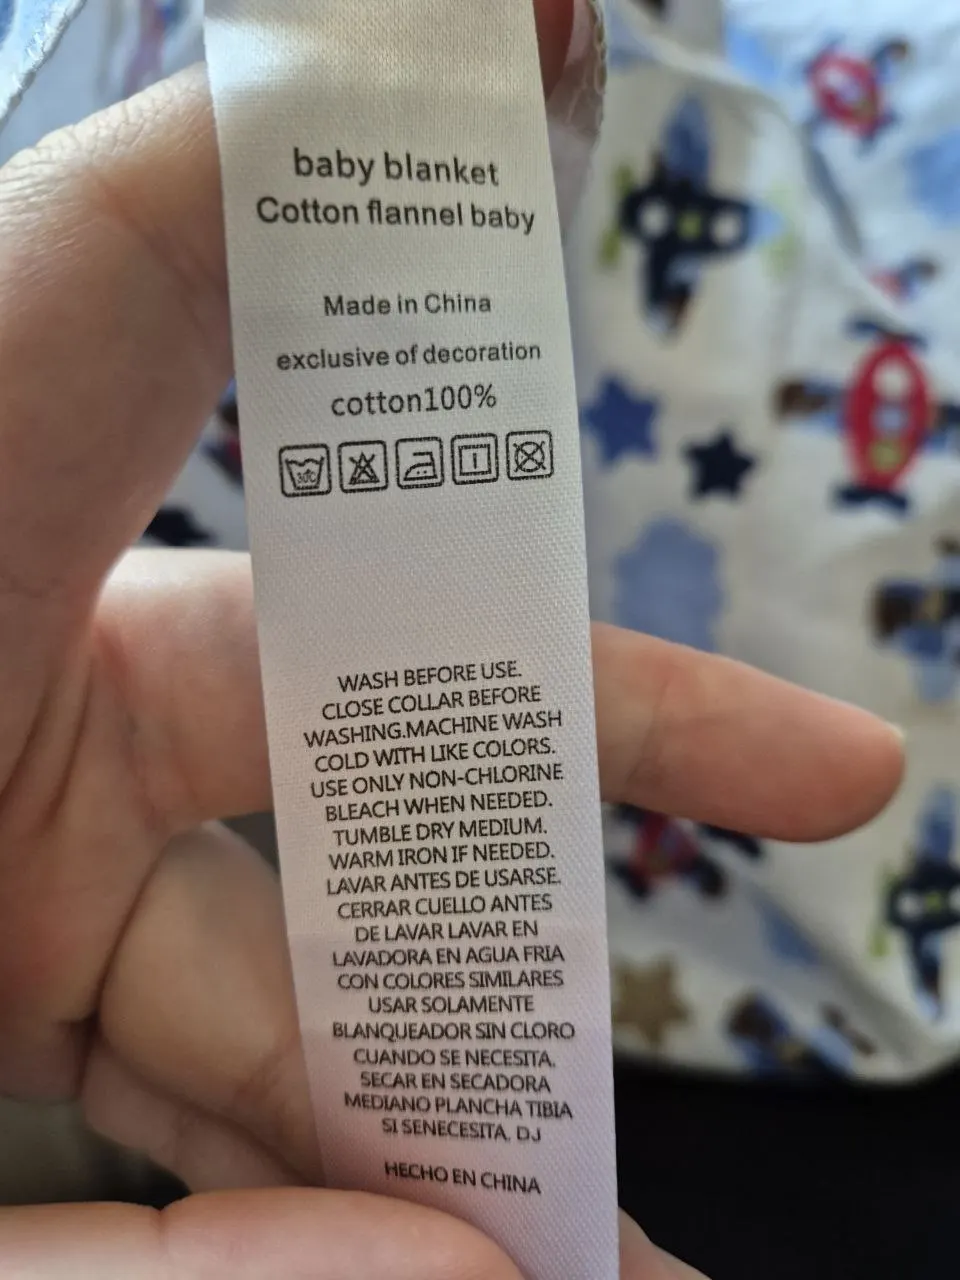 baby blanket
Cotton flannel baby
Made in China
exclusive of decoration
cotton100%
30C
WASH BEFORE USE.
CLOSE COLLAR BEFORE
WASHING.MACHINE WASH
COLD WITH LIKE COLORS.
USE ONLY NON-CHLORINE
BLEACH WHEN NEEDED.
TUMBLE DRY MEDIUM.
WARM IRON IF NEEDED.
LAVAR ANTES DE USARSE.
CERRAR CUELLO ANTES
DE LAVAR LAVAR EN
LAVADORA EN AGUA FRIA
CON COLORES SIMILARES
USAR SOLAMENTE
BLANQUEADOR SIN CLORO
CUANDO SE NECESITA.
SECAR EN SECADORA
MEDIANO PLANCHA TIBIA
SI SENECESITA. DJ
HECHO EN CHINA